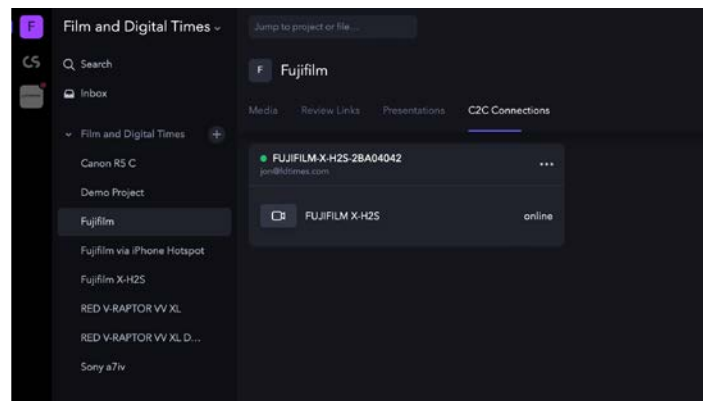 F
Film and Digital Times
Jump to project or file...
CS
Search
F
Fujifilm
Inbox
Media
Review Links
Presentations
C2C Connections
Film and Digital Times
+
FUJIFILM-X-H2S-2BA04042
...
jon@fdtimes.com
Canon R5 C
Demo Project
Fujifilm
FUJIFILM X-H2S
online
Fujifilm via iPhone Hotspot
Fujifilm X-H2S
RED V-RAPTOR VV XL
RED V-RAPTOR VV XL D...
Sony a7iv